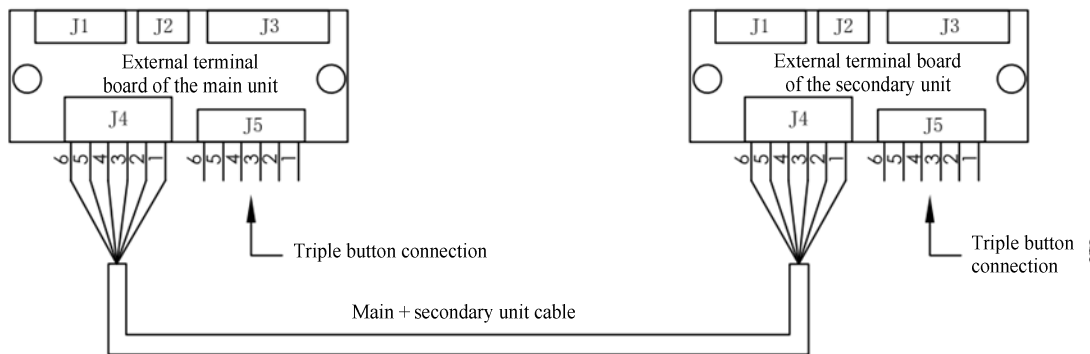 J1 J2 J3
External terminal
board of the main unit
J4 J5
6 5 4 3 2 1
6 5 4 3 2 1
Triple button connection
J1 J2 J3
External terminal board
of the secondary unit
J4 J5
6 5 4 3 2 1
6 5 4 3 2 1
Triple button
connection
Main + secondary unit cable